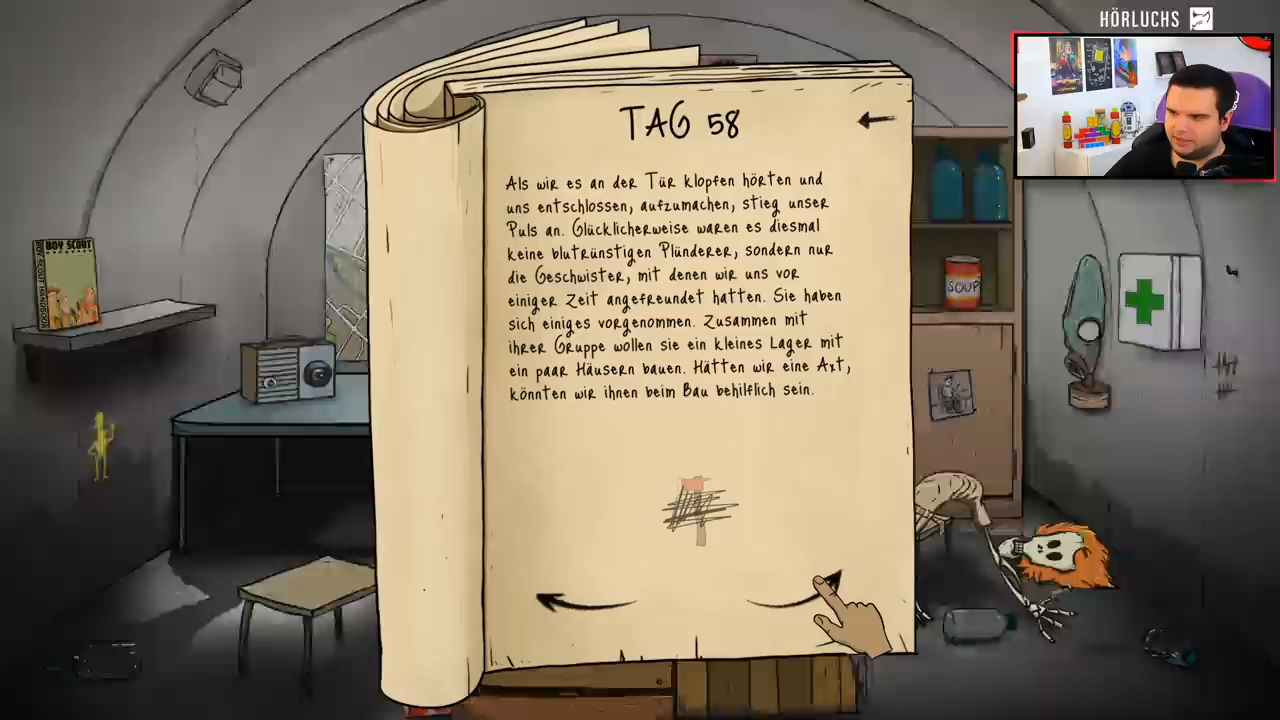 HÖRLUCHS
TAG 58
Als wir es an der Tür klopfen hörten und
uns entschlossen, aufzumachen, stieg unser
Puls an. Glücklicherweise waren es diesmal
keine blutrünstigen Plünderer, sondern nur
die Geschwister, mit denen wir uns vor
einiger Zeit angefreundet hatten. Sie haben
sich einiges vorgenommen. Zusammen mit
ihrer Gruppe wollen sie ein kleines Lager mit
ein paar Häusern bauen. Hätten wir eine Axt,
könnten wir ihnen beim Bau behilflich sein.
BOY SCOUT
BOY SCOUT HANDBOOK
SOUP